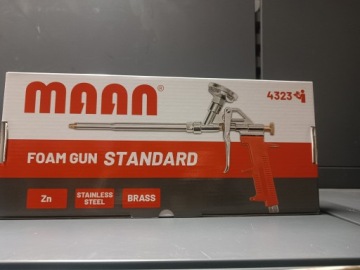 MAAN®
4323
FOAM GUN STANDARD
Zn
STAINLESS
STEEL
BRASS